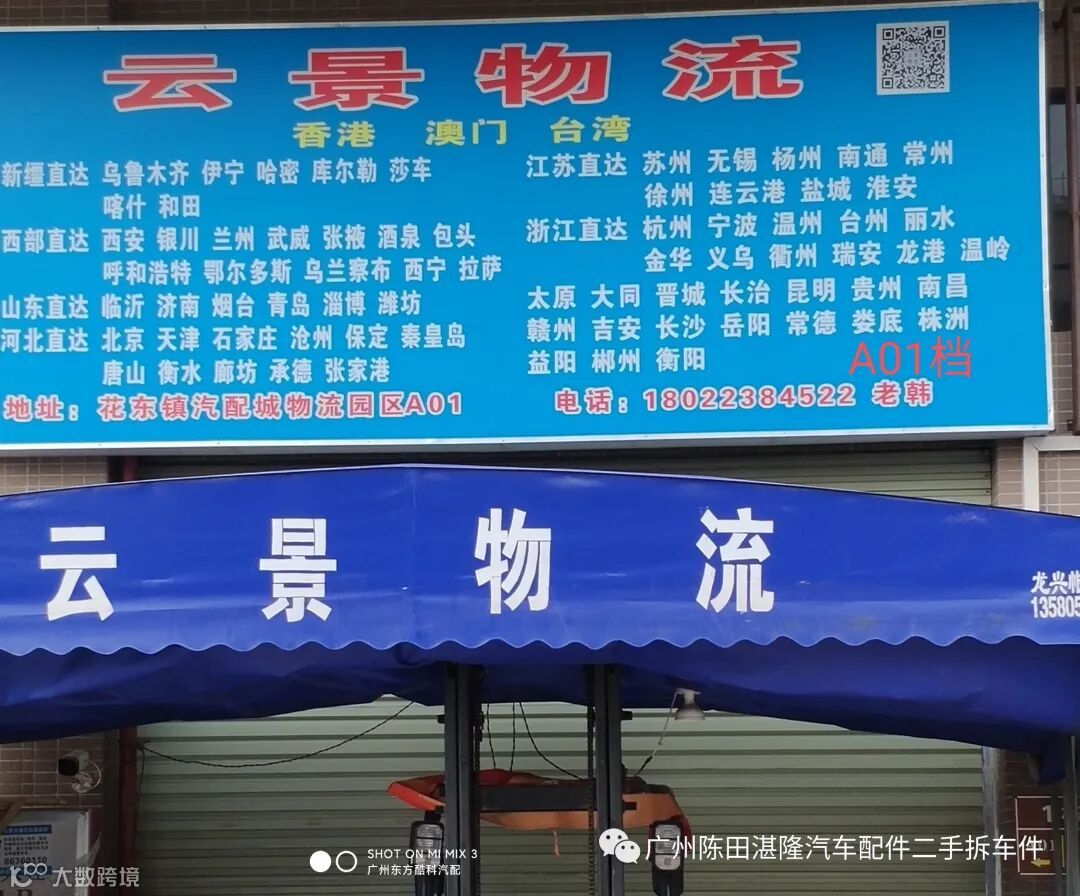 云景物流
香港 澳门 台湾
新疆直达 乌鲁木齐 伊宁 哈密 库尔勒 莎车
喀什 和田
西部直达 西安 银川 兰州 武威 张掖 酒泉 包头
呼和浩特 鄂尔多斯 乌兰察布 西宁 拉萨
山东直达 临沂 济南 烟台 青岛 淄博 潍坊
河北直达 北京 天津 石家庄 沧州 保定 秦皇岛
唐山 衡水 廊坊 承德 张家港
江苏直达 苏州 无锡 杨州 南通 常州
徐州 连云港 盐城 淮安
浙江直达 杭州 宁波 温州 台州 丽水
金华 义乌 衢州 瑞安 龙港 温岭
太原 大同 晋城 长治 昆明 贵州 南昌
赣州 吉安 长沙 岳阳 常德 娄底 株洲
益阳 郴州 衡阳
A01档
地址：花东镇汽配城物流园区A01
电话：18022384522 老韩
云景物流
龙兴
13580
86760110
1
SHOT ON MI MIX 3
广州东方酷科汽配
广州陈田湛隆汽车配件二手拆车件
大数跨境